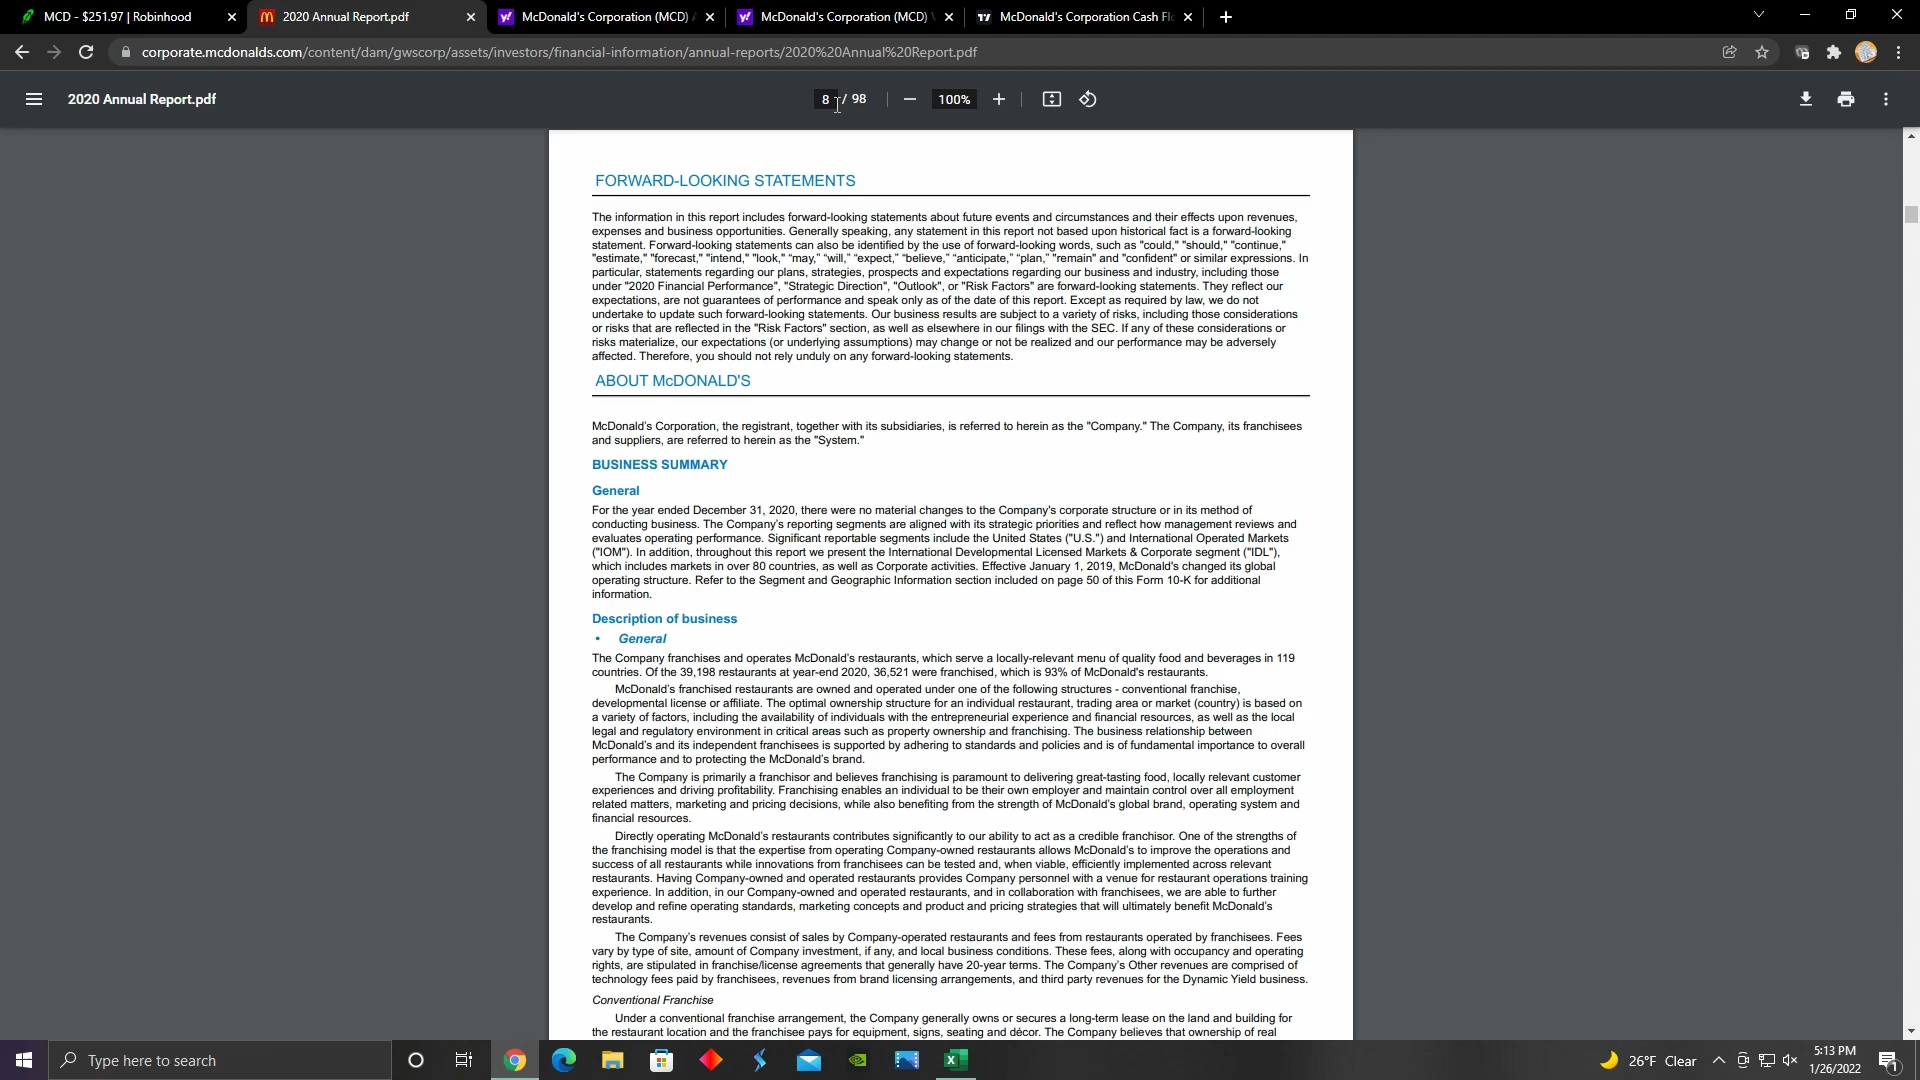 MCD - $251.97 | Robinhood
2020 Annual Report.pdf
McDonald's Corporation (MCD)
McDonald's Corporation (MCD)
McDonald's Corporation Cash Fl
corporate.mcdonalds.com/content/dam/gwscorp/assets/investors/financial-information/annual-reports/2020%20Annual%20Report.pdf
2020 Annual Report.pdf
8 / 98
100%
FORWARD-LOOKING STATEMENTS
The information in this report includes forward-looking statements about future events and circumstances and their effects upon revenues,
expenses and business opportunities. Generally speaking, any statement in this report not based upon historical fact is a forward-looking
statement. Forward-looking statements can also be identified by the use of forward-looking words, such as "could," "should," "continue,"
"estimate," "forecast," "intend," "look," “may,” “will,” “expect,” “believe,” “anticipate,” “plan,” "remain" and "confident" or similar expressions. In
particular, statements regarding our plans, strategies, prospects and expectations regarding our business and industry, including those
under "2020 Financial Performance", "Strategic Direction", "Outlook", or "Risk Factors" are forward-looking statements. They reflect our
expectations, are not guarantees of performance and speak only as of the date of this report. Except as required by law, we do not
undertake to update such forward-looking statements. Our business results are subject to a variety of risks, including those considerations
or risks that are reflected in the "Risk Factors" section, as well as elsewhere in our filings with the SEC. If any of these considerations or
risks materialize, our expectations (or underlying assumptions) may change or not be realized and our performance may be adversely
affected. Therefore, you should not rely unduly on any forward-looking statements.
ABOUT McDONALD'S
McDonald’s Corporation, the registrant, together with its subsidiaries, is referred to herein as the "Company." The Company, its franchisees
and suppliers, are referred to herein as the "System."
BUSINESS SUMMARY
General
For the year ended December 31, 2020, there were no material changes to the Company's corporate structure or in its method of
conducting business. The Company’s reporting segments are aligned with its strategic priorities and reflect how management reviews and
evaluates operating performance. Significant reportable segments include the United States ("U.S.") and International Operated Markets
("IOM"). In addition, throughout this report we present the International Developmental Licensed Markets & Corporate segment ("IDL"),
which includes markets in over 80 countries, as well as Corporate activities. Effective January 1, 2019, McDonald's changed its global
operating structure. Refer to the Segment and Geographic Information section included on page 50 of this Form 10-K for additional
information.
Description of business
• General
The Company franchises and operates McDonald’s restaurants, which serve a locally-relevant menu of quality food and beverages in 119
countries. Of the 39,198 restaurants at year-end 2020, 36,521 were franchised, which is 93% of McDonald's restaurants.
McDonald’s franchised restaurants are owned and operated under one of the following structures - conventional franchise,
developmental license or affiliate. The optimal ownership structure for an individual restaurant, trading area or market (country) is based on
a variety of factors, including the availability of individuals with the entrepreneurial experience and financial resources, as well as the local
legal and regulatory environment in critical areas such as property ownership and franchising. The business relationship between
McDonald’s and its independent franchisees is supported by adhering to standards and policies and is of fundamental importance to overall
performance and to protecting the McDonald’s brand.
The Company is primarily a franchisor and believes franchising is paramount to delivering great-tasting food, locally relevant customer
experiences and driving profitability. Franchising enables an individual to be their own employer and maintain control over all employment
related matters, marketing and pricing decisions, while also benefiting from the strength of McDonald’s global brand, operating system and
financial resources.
Directly operating McDonald’s restaurants contributes significantly to our ability to act as a credible franchisor. One of the strengths of
the franchising model is that the expertise from operating Company-owned restaurants allows McDonald’s to improve the operations and
success of all restaurants while innovations from franchisees can be tested and, when viable, efficiently implemented across relevant
restaurants. Having Company-owned and operated restaurants provides Company personnel with a venue for restaurant operations training
experience. In addition, in our Company-owned and operated restaurants, and in collaboration with franchisees, we are able to further
develop and refine operating standards, marketing concepts and product and pricing strategies that will ultimately benefit McDonald’s
restaurants.
The Company’s revenues consist of sales by Company-operated restaurants and fees from restaurants operated by franchisees. Fees
vary by type of site, amount of Company investment, if any, and local business conditions. These fees, along with occupancy and operating
rights, are stipulated in franchise/license agreements that generally have 20-year terms. The Company’s Other revenues are comprised of
technology fees paid by franchisees, revenues from brand licensing arrangements, and third party revenues for the Dynamic Yield business.
Conventional Franchise
Under a conventional franchise arrangement, the Company generally owns or secures a long-term lease on the land and building for
the restaurant location and the franchisee pays for equipment, signs, seating and décor. The Company believes that ownership of real
Type here to search
26°F Clear
5:13 PM
1/26/2022
1